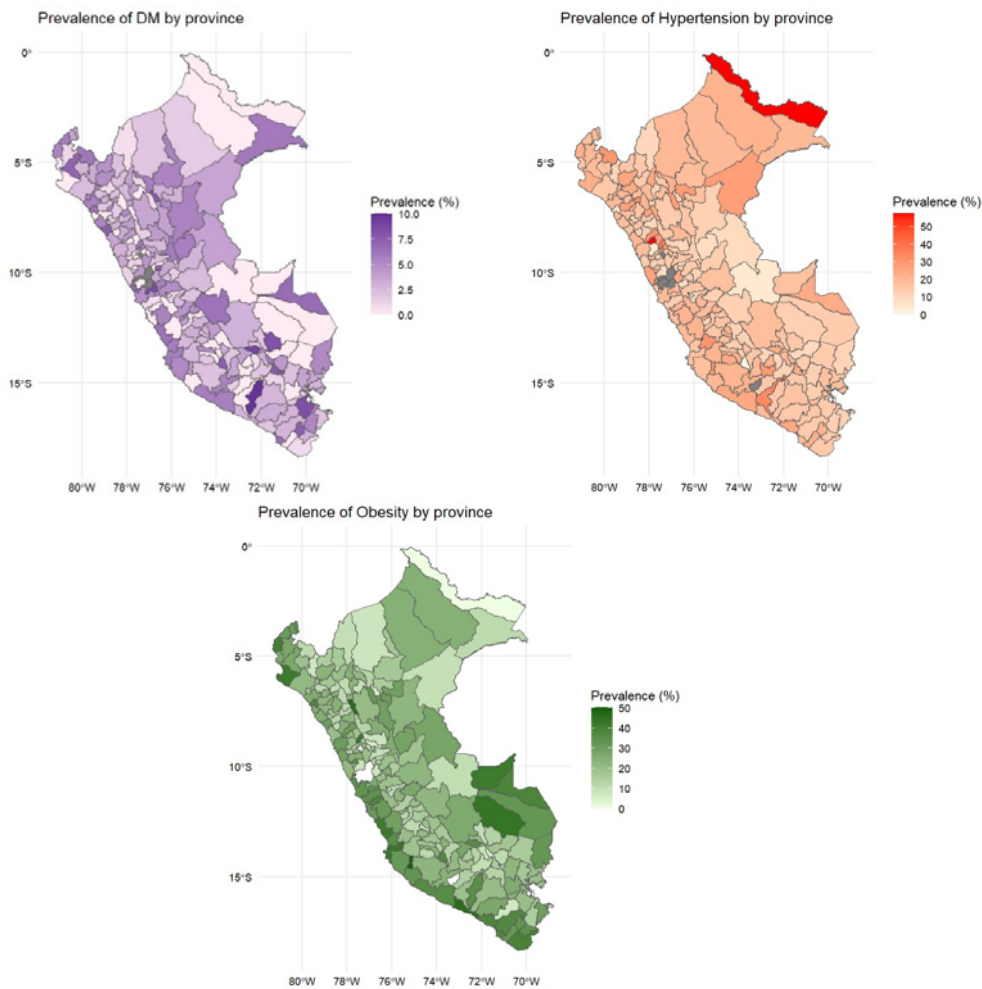 Prevalence of DM by province
0°
5°S
10°S
15°S
80°W 78°W 76°W 74°W 72°W 70°W
Prevalence (%)
10.0
7.5
5.0
2.5
0.0
Prevalence of Hypertension by province
0°
5°S
10°S
15°S
80°W 78°W 76°W 74°W 72°W 70°W
Prevalence (%)
50
40
30
20
10
0
Prevalence of Obesity by province
0°
5°S
10°S
15°S
80°W 78°W 76°W 74°W 72°W 70°W
Prevalence (%)
50
40
30
20
10
0